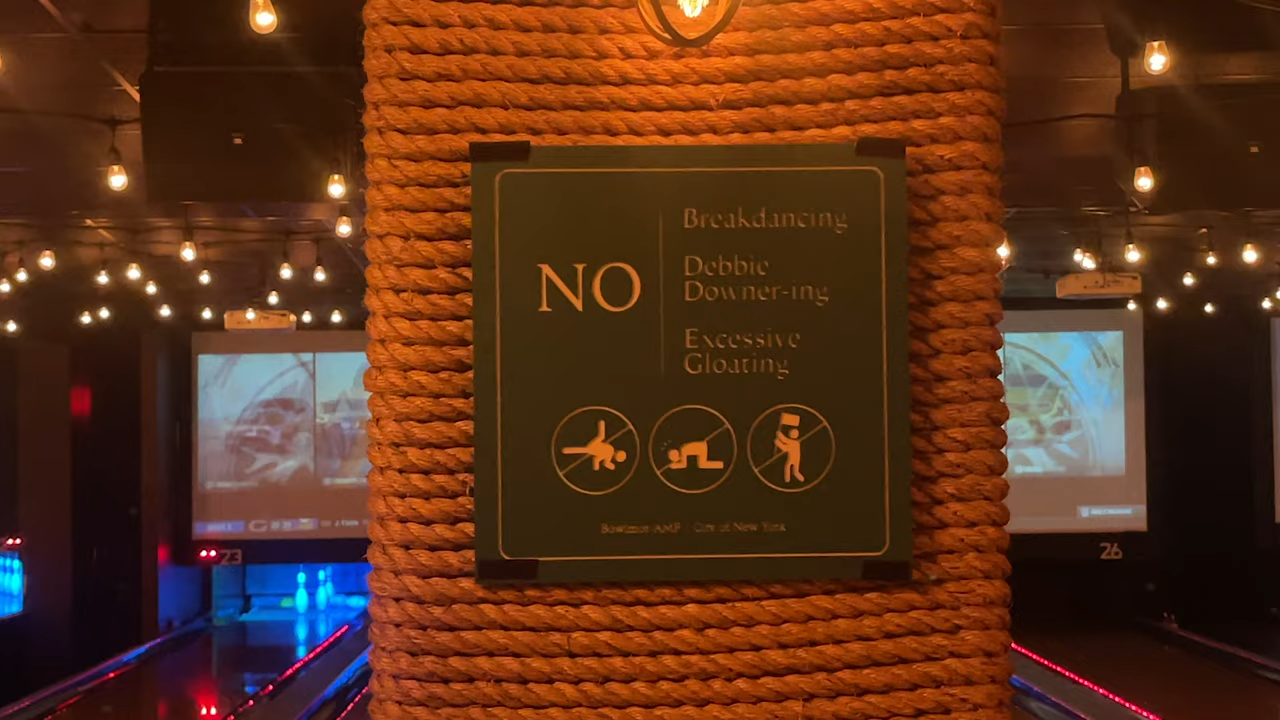 NO
Breakdancing
Debbie
Downer-ing
Excessive
Gloating
Bowlmor AMF City of New York
23
26